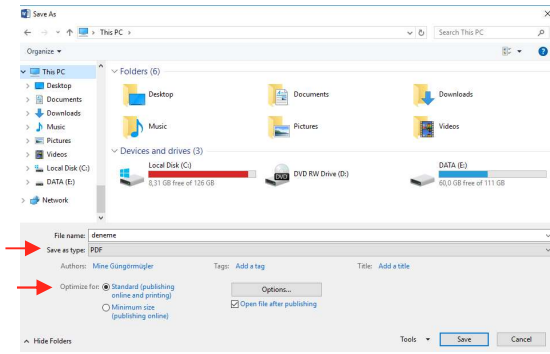 Save As
This PC
Search This PC
Organize
This PC
Desktop
Documents
Downloads
Music
Pictures
Videos
Local Disk (C:)
DATA (E:)
Network
Folders (6)
Desktop
Documents
Downloads
Music
Pictures
Videos
Devices and drives (3)
Local Disk (C:)
8,31 GB free of 126 GB
DVD RW Drive (D:)
DVD
DATA (E:)
60,0 GB free of 111 GB
File name: deneme
Save as type: PDF
Authors: Mine Güngörmüşler Tags: Add a tag Title: Add a title
Optimize for: Standard (publishing
online and printing)
Minimum size
(publishing online)
Options...
Open file after publishing
Hide Folders Tools Save Cancel